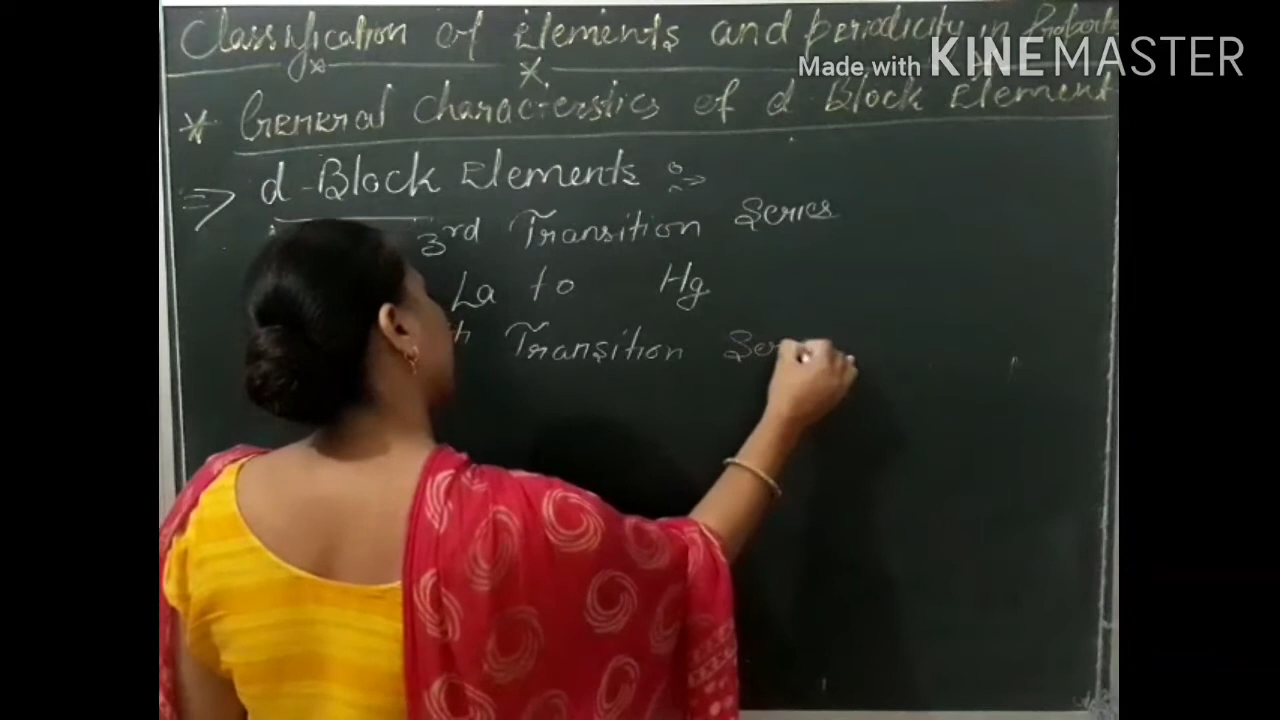 Classification of Elements and periodicity in
Made with KINEMASTER
* General characterstics of d-Block Element
⇒ d-Block Elements :->
3rd Transition Series
La to Hg
th Transition Ser